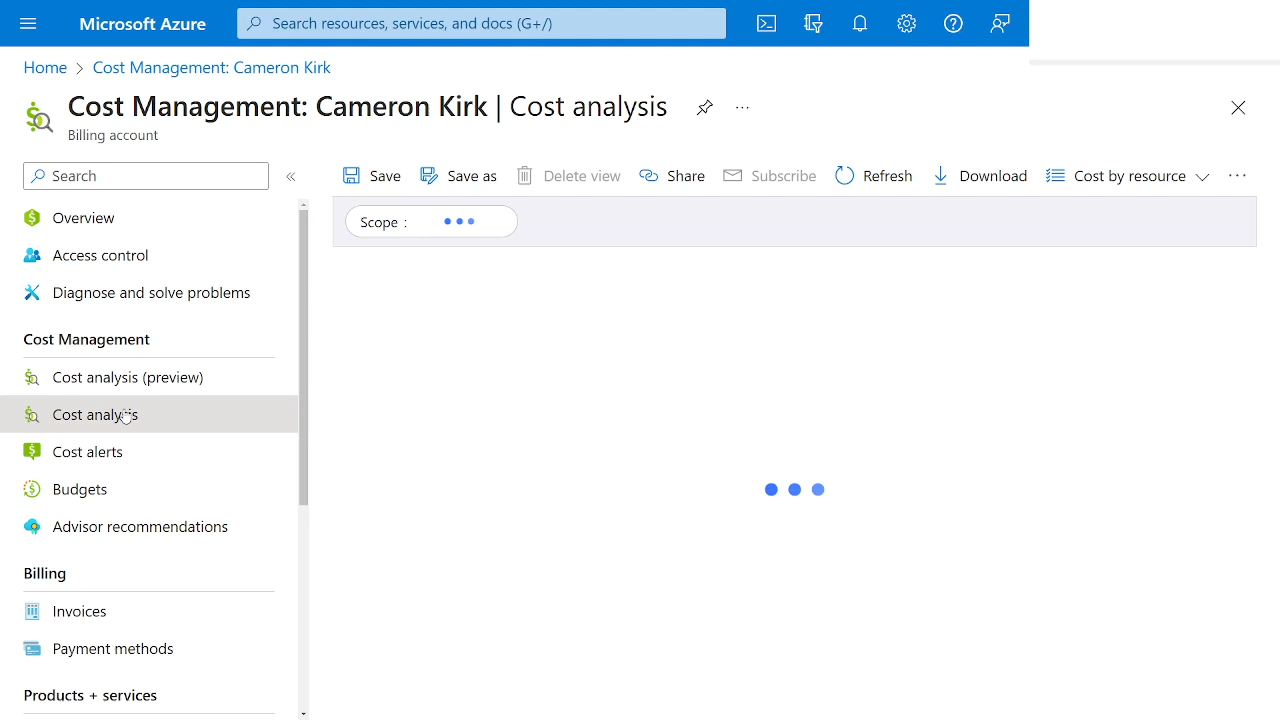 Microsoft Azure
Search resources, services, and docs (G+/)
Home > Cost Management: Cameron Kirk
Cost Management: Cameron Kirk | Cost analysis
Billing account
Search
Save
Save as
Delete view
Share
Subscribe
Refresh
Download
Cost by resource
Scope :
Overview
Access control
Diagnose and solve problems
Cost Management
Cost analysis (preview)
Cost analysis
Cost alerts
Budgets
Advisor recommendations
Billing
Invoices
Payment methods
Products + services